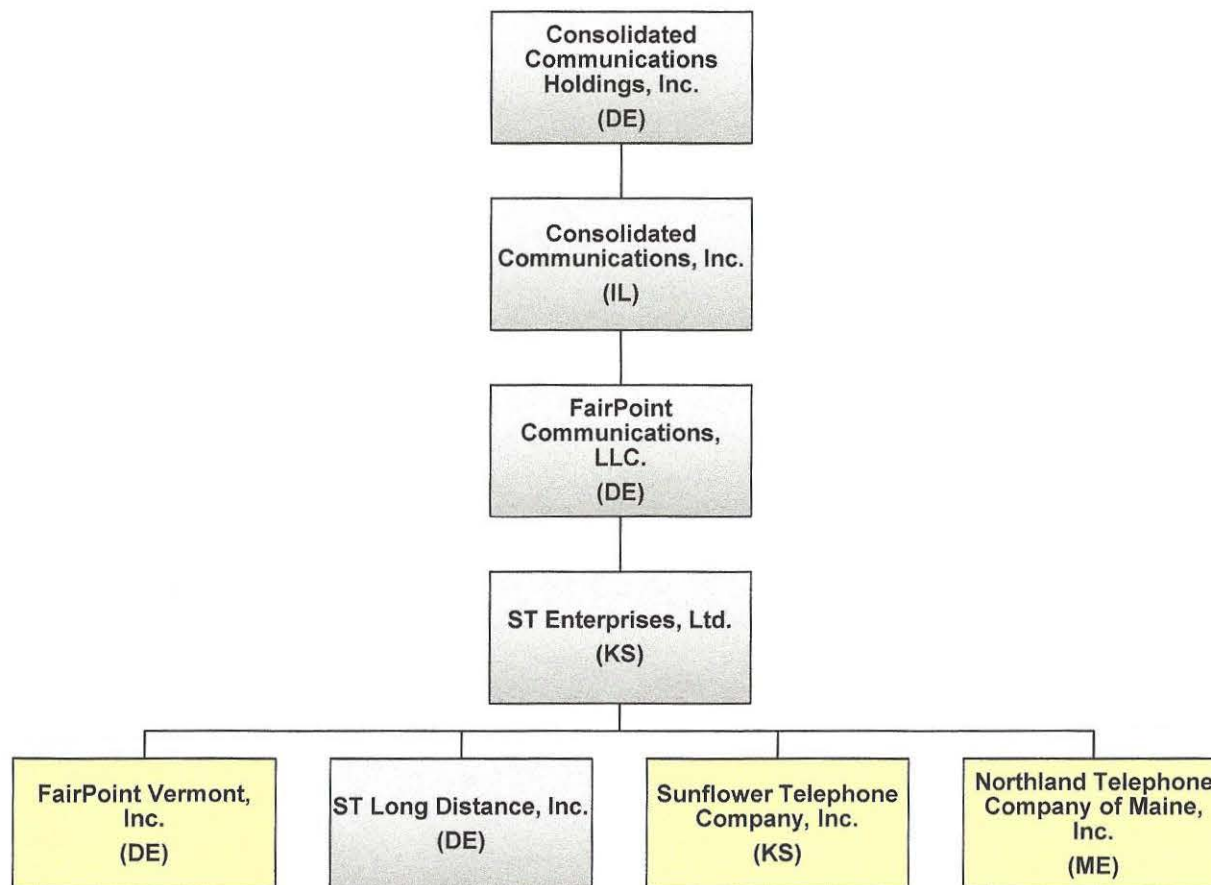 Consolidated
Communications
Holdings, Inc.
(DE)
Consolidated
Communications, Inc.
(IL)
FairPoint
Communications,
LLC.
(DE)
ST Enterprises, Ltd.
(KS)
FairPoint Vermont,
Inc.
(DE)
ST Long Distance, Inc.
(DE)
Sunflower Telephone
Company, Inc.
(KS)
Northland Telephone
Company of Maine,
Inc.
(ME)